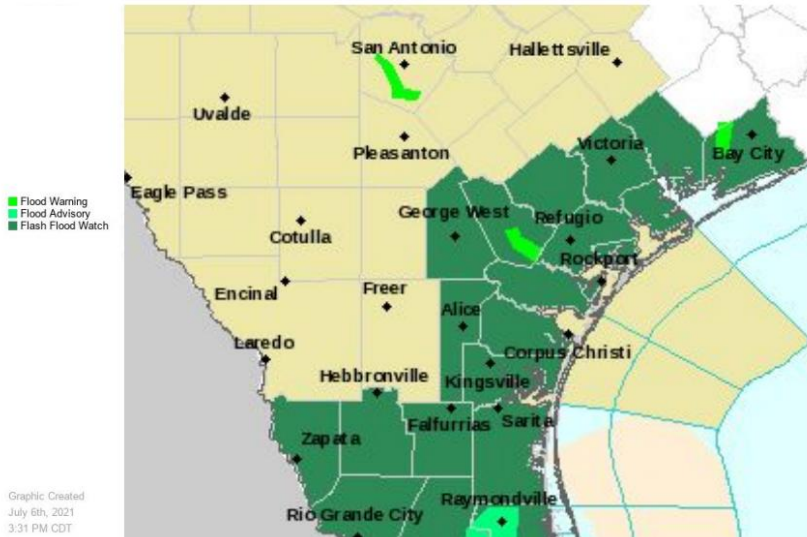 San Antonio
Hallettsville
Uvalde
Pleasanton
Victoria
Bay City
Eagle Pass
Flood Warning
Flood Advisory
Flash Flood Watch
George West
Refugio
Cotulla
Rockport
Encinal
Freer
Alice
Laredo
Corpus Christi
Hebbronville
Kingsville
Falfurrias
Sarita
Zapata
Graphic Created
July 6th, 2021
3:31 PM CDT
Raymondville
Rio Grande City